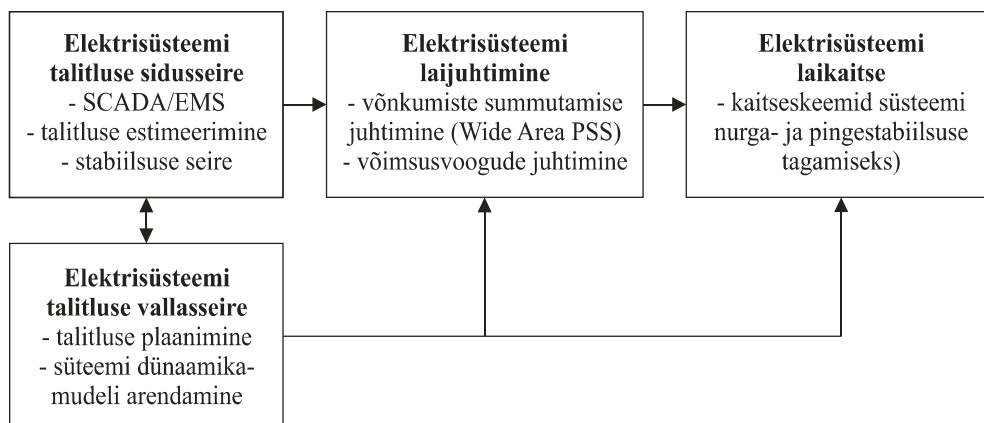 Elektrisüsteemi
talitluse sidusseire
- SCADA/EMS
- talitluse estimeerimine
- stabiilsuse seire
Elektrisüsteemi
laijuhtimine
- võnkumiste summutamise
juhtimine (Wide Area PSS)
- võimsusvoogude juhtimine
Elektrisüsteemi
laikaitse
- kaitseskeemid süsteemi
nurga- ja pingestabiilsuse
tagamiseks)
Elektrisüsteemi
talitluse vallasseire
- talitluse plaanimine
- süteemi dünaamika-
mudeli arendamine